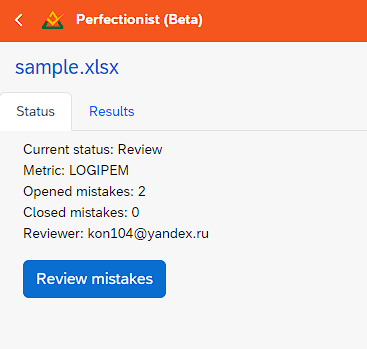 Perfectionist (Beta)
sample.xlsx
Status Results
Current status: Review
Metric: LOGIPEM
Opened mistakes: 2
Closed mistakes: 0
Reviewer: kon104@yandex.ru
Review mistakes